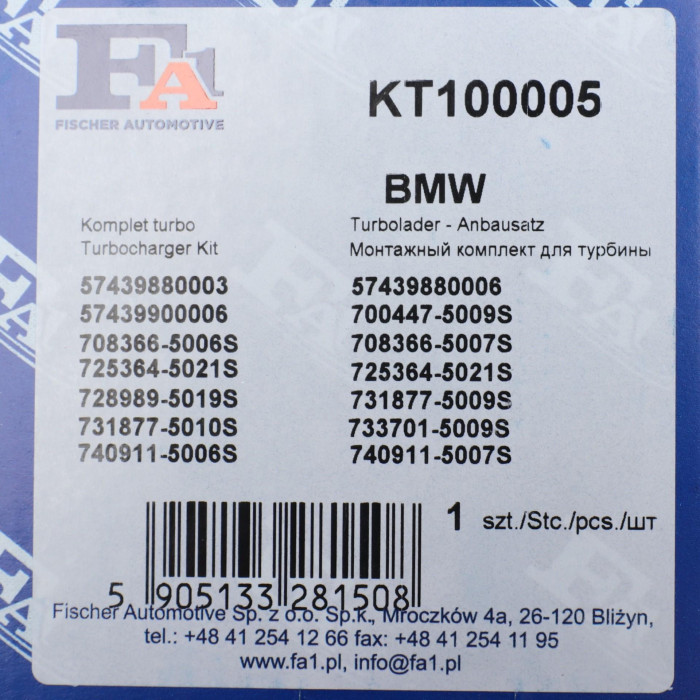 FA1
KT100005
FISCHER AUTOMOTIVE
BMW
Komplet turbo
Turbolader - Anbausatz
Turbocharger Kit
Монтажный комплект для турбины
57439880003 57439880006
57439900006 700447-5009S
708366-5006S 708366-5007S
725364-5021S 725364-5021S
728989-5019S 731877-5009S
731877-5010S 733701-5009S
740911-5006S 740911-5007S
1 szt./Stc./pcs./шт
5 905133 281508
Fischer Automotive Sp. z o.o. Sp.k., Mroczków 4a, 26-120 Bliżyn,
tel.: +48 41 254 12 66 fax: +48 41 254 11 95
www.fa1.pl, info@fa1.pl